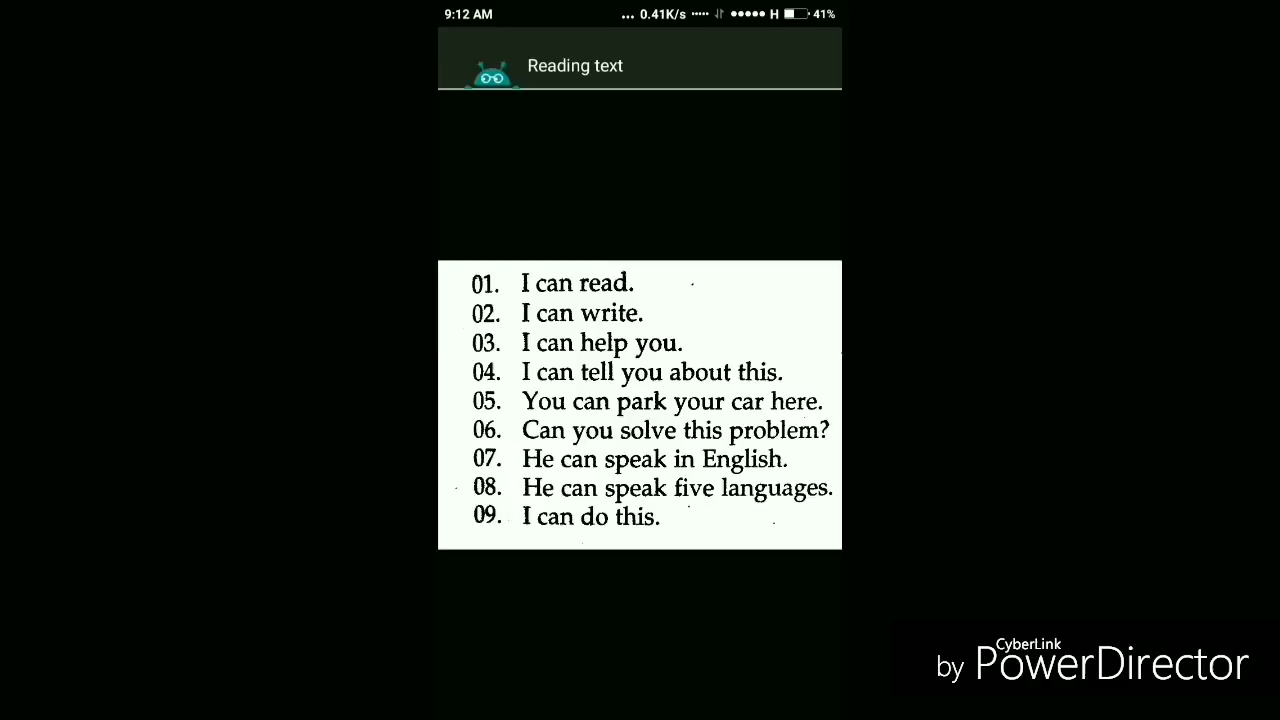 9:12 AM ... 0.41K/s H 41%
Reading text
01. I can read.
02. I can write.
03. I can help you.
04. I can tell you about this.
05. You can park your car here.
06. Can you solve this problem?
07. He can speak in English.
08. He can speak five languages.
09. I can do this.
CyberLink
by PowerDirector